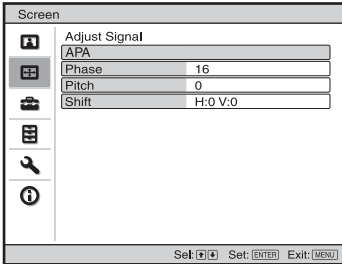 Screen
Adjust Signal
APA
Phase 16
Pitch 0
Shift H:0 V:0
Sel: Set: ENTER Exit: MENU